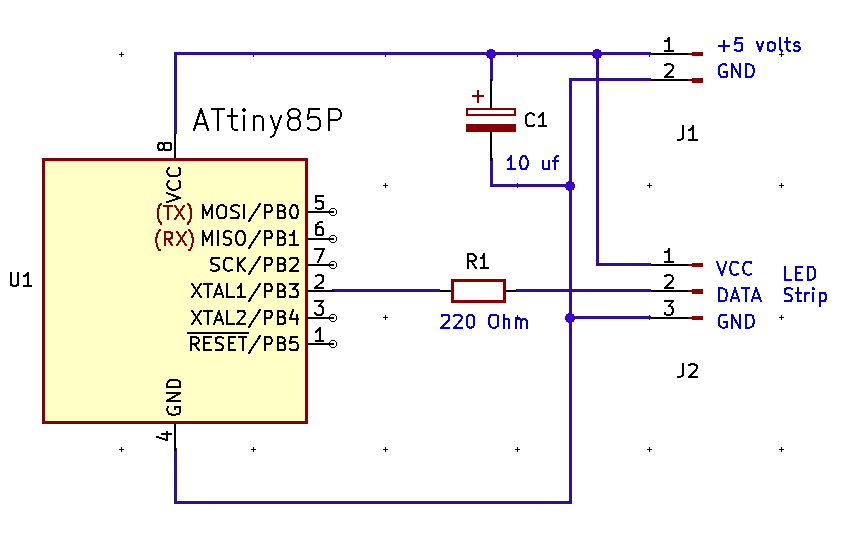 1 +5 volts
2 GND
J1
ATtiny85P
+
C1
10 uf
8
VCC
(TX) MOSI/PB0 5
(RX) MISO/PB1 6
SCK/PB2 7
XTAL1/PB3 2
XTAL2/PB4 3
RESET/PB5 1
U1
GND
4
R1
220 Ohm
1 VCC
2 DATA
3 GND
LED
Strip
J2